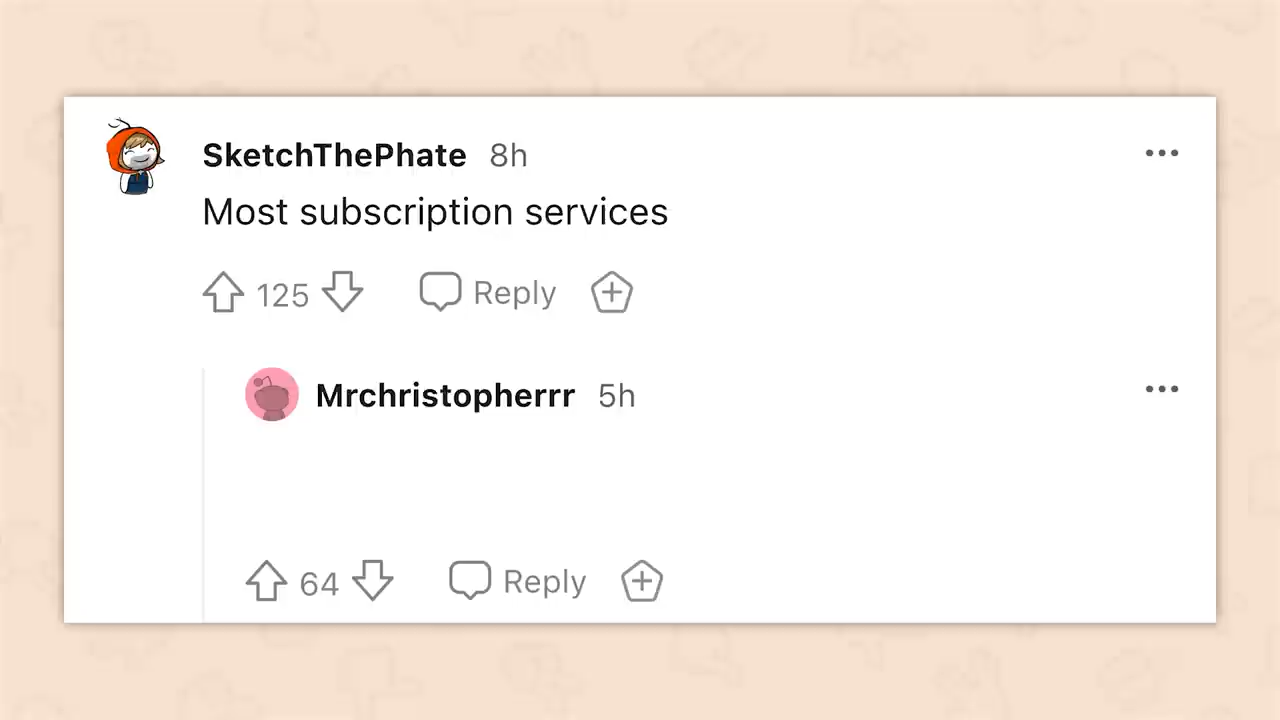 SketchThePhate 8h
Most subscription services
125 Reply
Mrchristopherrr 5h
64 Reply